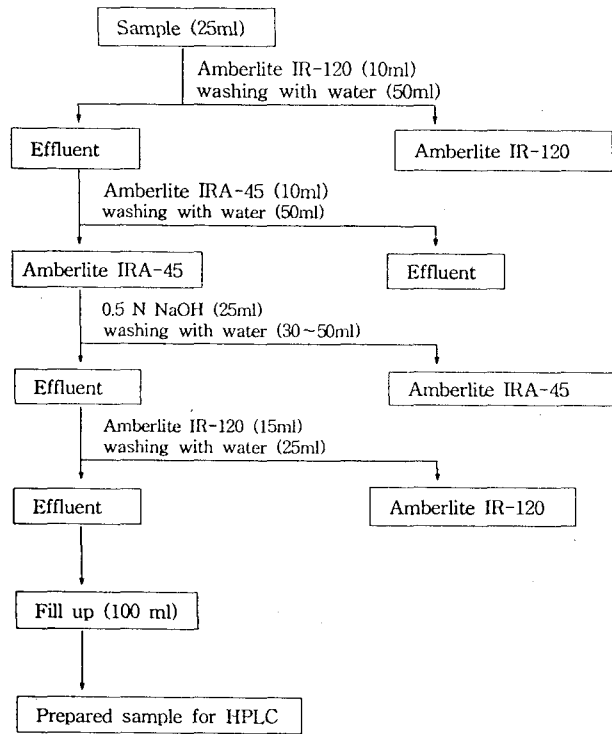 Sample (25ml)
Amberlite IR-120 (10ml)
washing with water (50ml)
Effluent
Amberlite IR-120
Amberlite IRA-45 (10ml)
washing with water (50ml)
Amberlite IRA-45
Effluent
0.5 N NaOH (25ml)
washing with water (30~50ml)
Effluent
Amberlite IRA-45
Amberlite IR-120 (15ml)
washing with water (25ml)
Effluent
Amberlite IR-120
Fill up (100 ml)
Prepared sample for HPLC